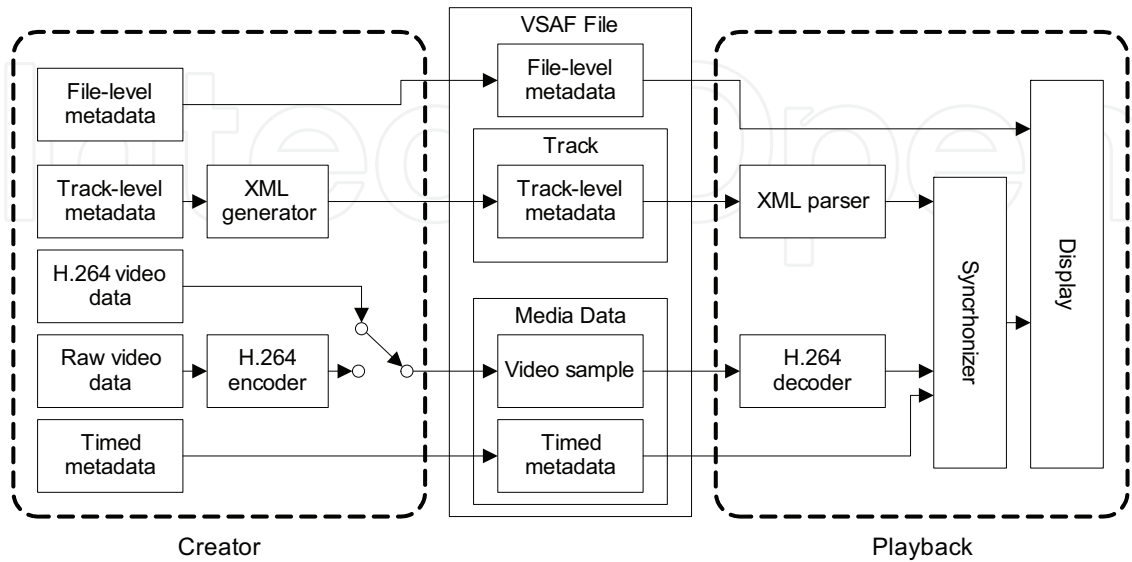 VSAF File
File-level
metadata
File-level
metadata
Track
Track-level
metadata
XML
generator
Track-level
metadata
XML parser
H.264 video
data
Media Data
Raw video
data
H.264
encoder
Video sample
H.264
decoder
Timed
metadata
Timed
metadata
Syncrhonizer
Display
Creator
Playback
IntechOpen